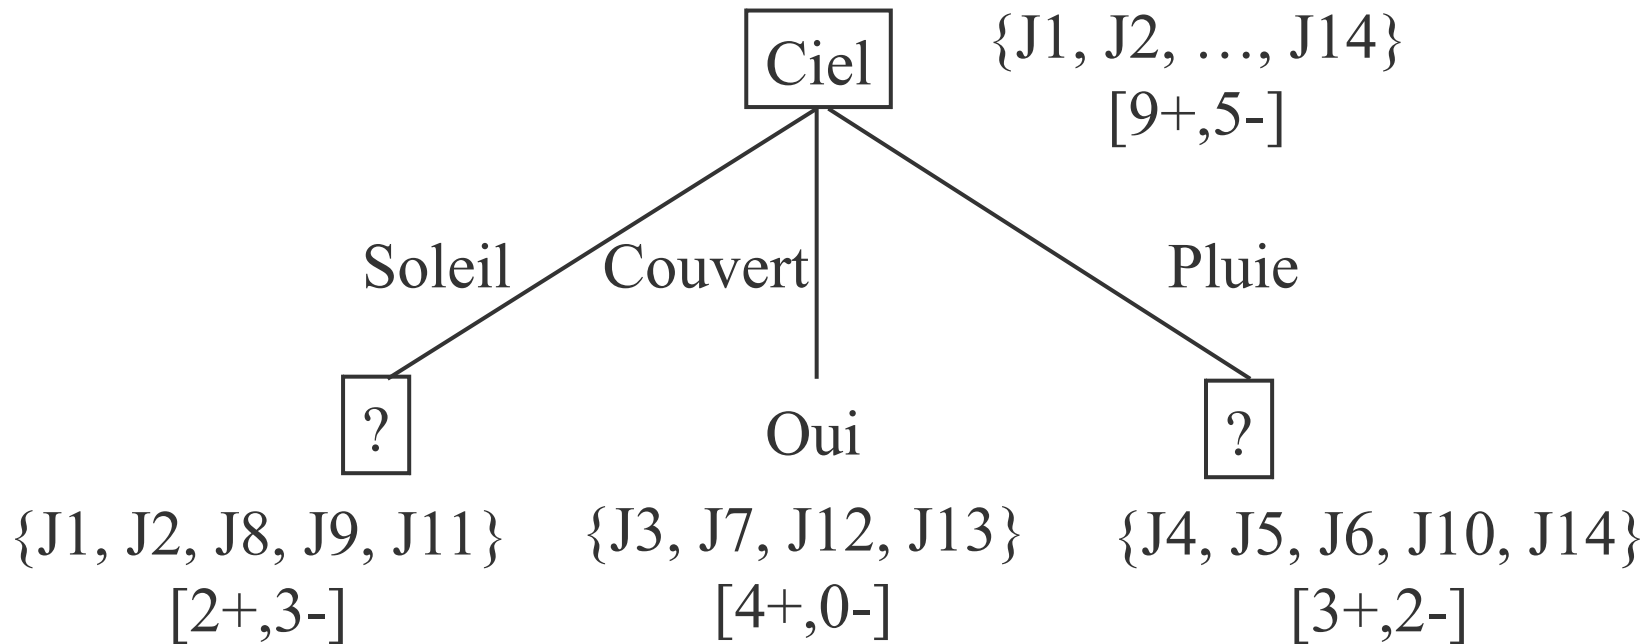 Ciel
{J1, J2, …, J14}
[9+,5-]
Soleil
Couvert
Pluie
?
Oui
?
{J1, J2, J8, J9, J11}
{J3, J7, J12, J13}
{J4, J5, J6, J10, J14}
[2+,3-]
[4+,0-]
[3+,2-]